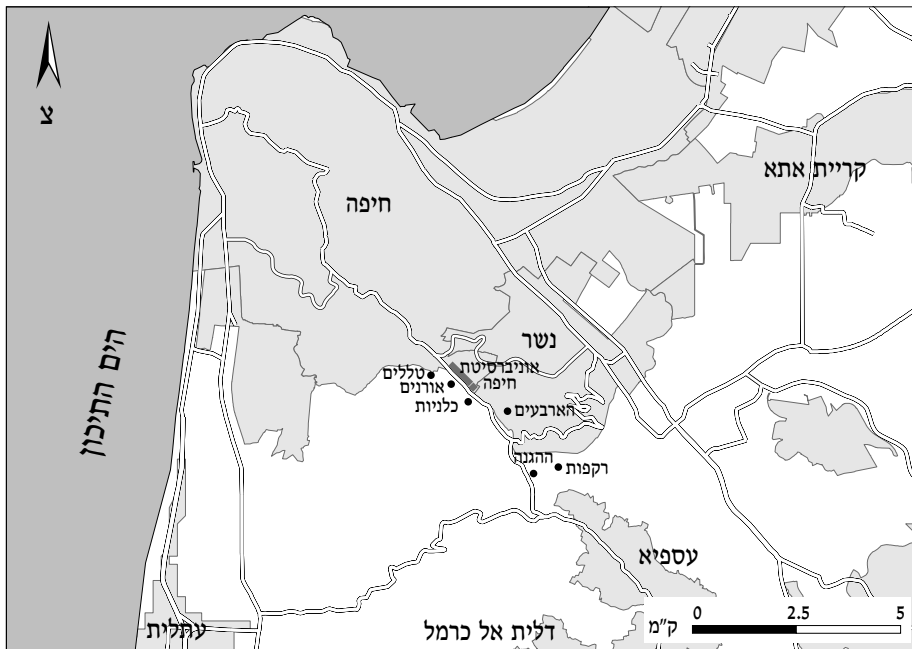 צ
קריית אתא
חיפה
הים התיכון
נשר
אוניברסיטת
חיפה
טללים
אורנים
כלניות
הארבעים
ההגנה
רקפות
עספיא
דלית אל כרמל
עתלית
ק"מ
0 2.5 5